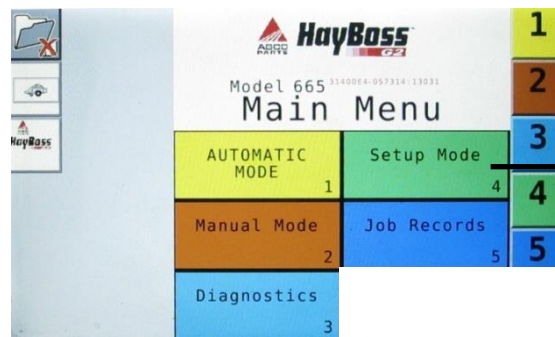 AGCO
PARTS
HayBoss
G2
Model 665
31400E4-057314:13031
Main Menu
HayBoss
AUTOMATIC
MODE
1
Setup Mode
4
Manual Mode
2
Job Records
5
Diagnostics
3
1
2
3
4
5